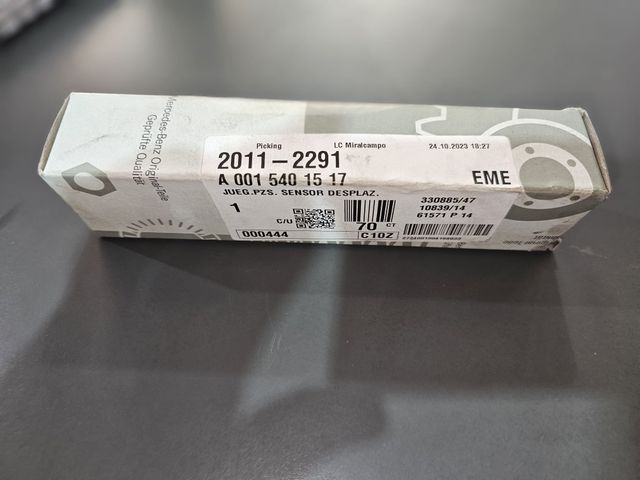 Mercedes-Benz Original-Teile
Geprüfte Qualität
Picking LC Miralcampo 24.10.2023 18:27
2011-2291
A 001 540 15 17 EME
JUEG.PZS. SENSOR DESPLAZ.
330885/47
1 10839/14
C/U 70 CT 61571 P 14
000444 C10Z